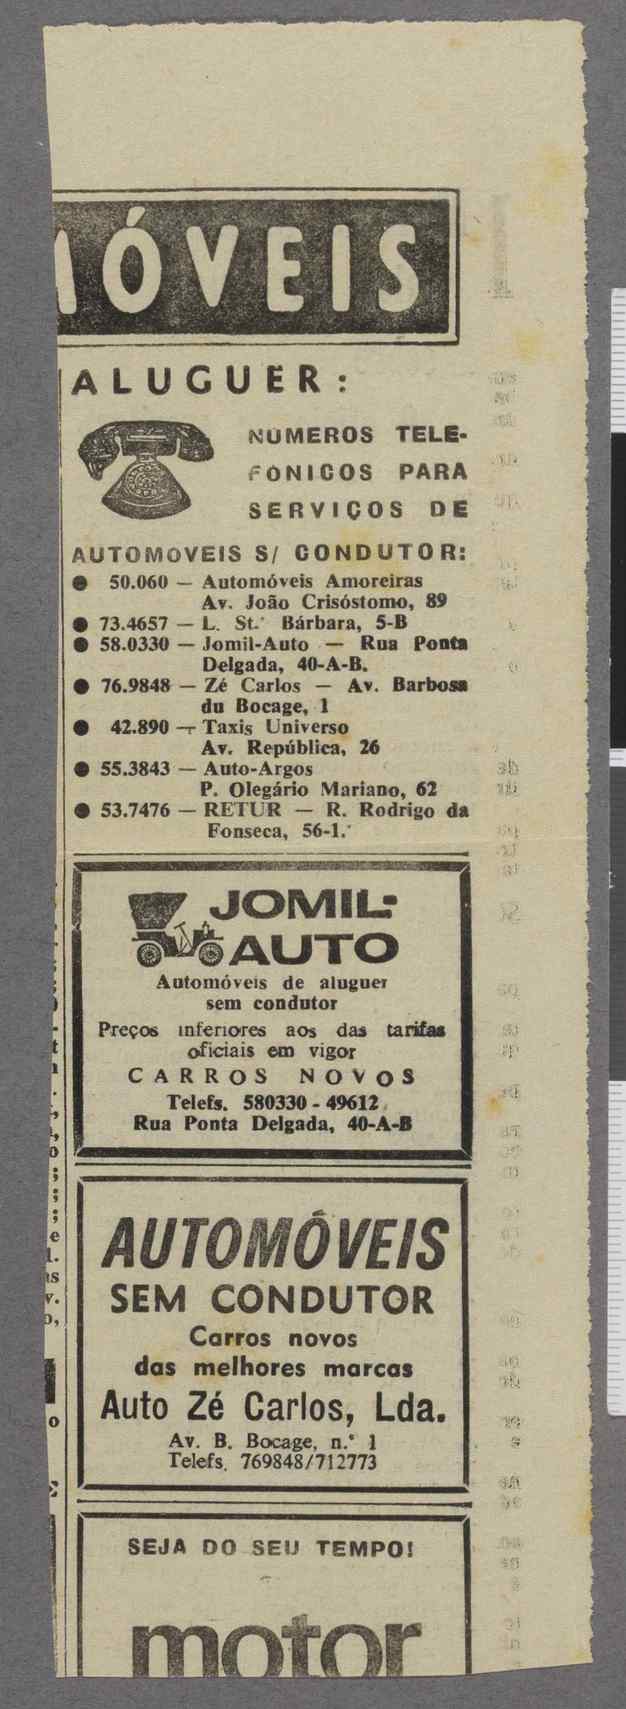 MÓVEIS
ALUGUER:
NÚMEROS TELE-
FÓNICOS PARA
SERVIÇOS DE
AUTOMOVEIS S/ CONDUTOR:
● 50.060 — Automóveis Amoreiras
Av. João Crisóstomo, 89
● 73.4657 — L. St.ª Bárbara, 5-B
● 58.0330 — Jomil-Auto — Rua Ponta
Delgada, 40-A-B.
● 76.9848 — Zé Carlos — Av. Barbosa
du Bocage, 1
● 42.890 — Taxis Universo
Av. República, 26
● 55.3843 — Auto-Argos
P. Olegário Mariano, 62
● 53.7476 — RETUR — R. Rodrigo da
Fonseca, 56-1.º
JOMIL-
AUTO
Automóveis de aluguer
sem condutor
Preços inferiores aos das tarifas
oficiais em vigor
CARROS NOVOS
Telefs. 580330 - 49612
Rua Ponta Delgada, 40-A-B
AUTOMÓVEIS
SEM CONDUTOR
Carros novos
das melhores marcas
Auto Zé Carlos, Lda.
Av. B. Bocage, n.º 1
Telefs. 769848/712773
SEJA DO SEU TEMPO!
motor